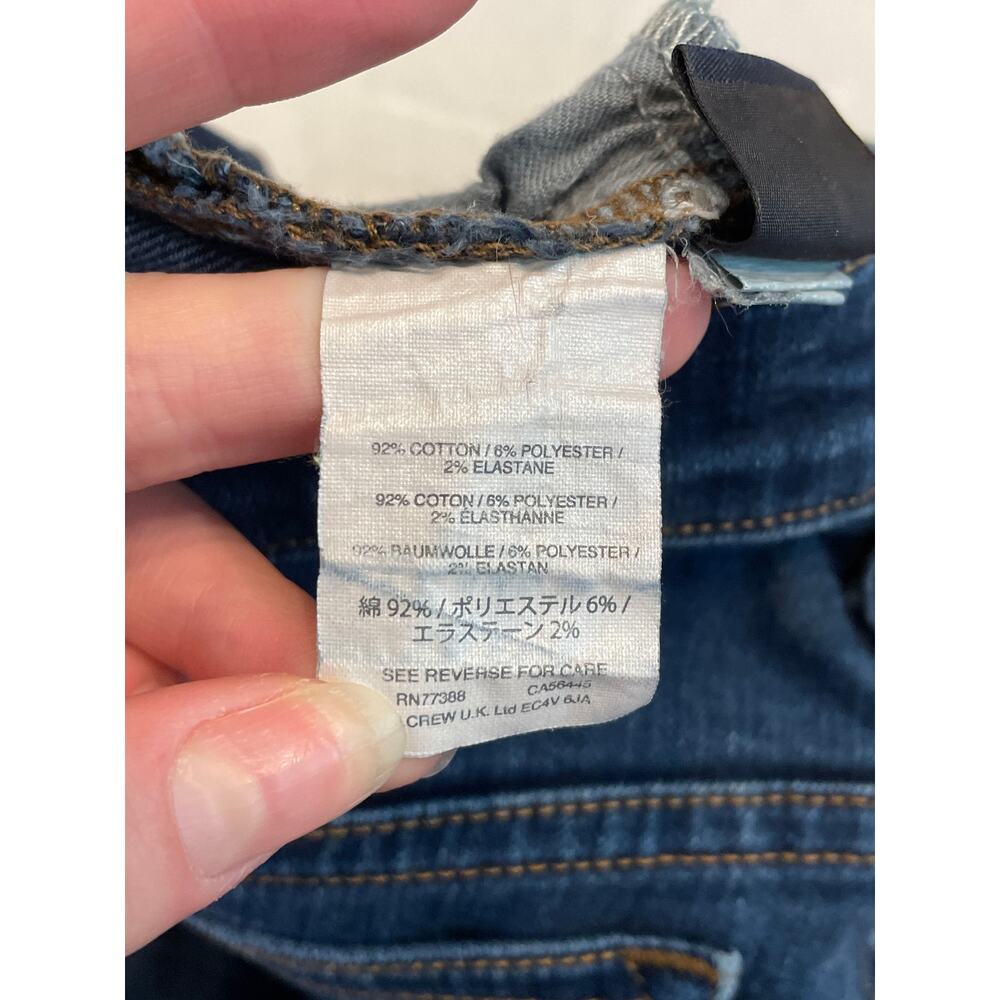 92% COTTON / 6% POLYESTER /
2% ELASTANE
92% COTON / 6% POLYESTER /
2% ÉLASTHANNE
92% BAUMWOLLE / 6% POLYESTER /
2% ELASTAN
綿 92% / ポリエステル 6% /
エラステーン 2%
SEE REVERSE FOR CARE
RN77388 CA56445
CREW U.K. Ltd EC4V 6JA